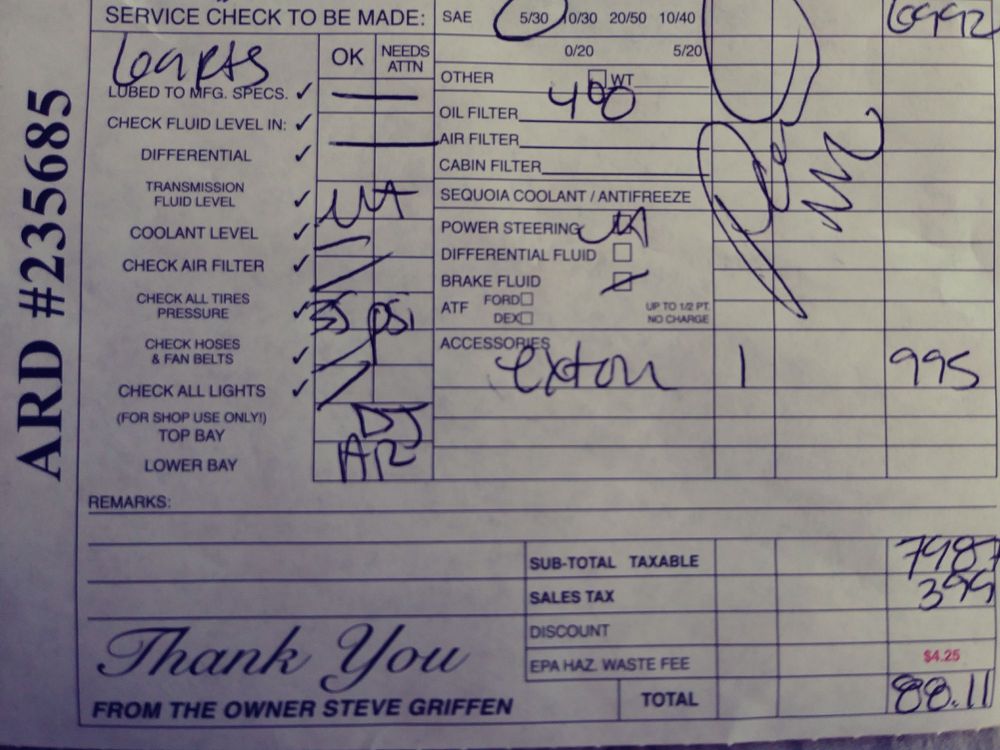 SERVICE CHECK TO BE MADE:
OK
NEEDS ATTN
LUBED TO MFG. SPECS. ✓
CHECK FLUID LEVEL IN: ✓
DIFFERENTIAL ✓
TRANSMISSION
FLUID LEVEL ✓
COOLANT LEVEL ✓
CHECK AIR FILTER ✓
CHECK ALL TIRES
PRESSURE ✓ 35 psi
CHECK HOSES
& FAN BELTS ✓
CHECK ALL LIGHTS ✓
(FOR SHOP USE ONLY!)
TOP BAY DJ
LOWER BAY AR
SAE 5/30 10/30 20/50 10/40 6992
0/20 5/20
OTHER WT
OIL FILTER
AIR FILTER
CABIN FILTER
SEQUOIA COOLANT / ANTIFREEZE
POWER STEERING
DIFFERENTIAL FLUID
BRAKE FLUID
ATF FORD
DEX
UP TO 1/2 PT.
NO CHARGE
ACCESSORIES
1 995
ARD #235685
REMARKS:
SUB-TOTAL TAXABLE 7987
SALES TAX 399
DISCOUNT
EPA HAZ. WASTE FEE $4.25
TOTAL 88.11
Thank You
FROM THE OWNER STEVE GRIFFEN